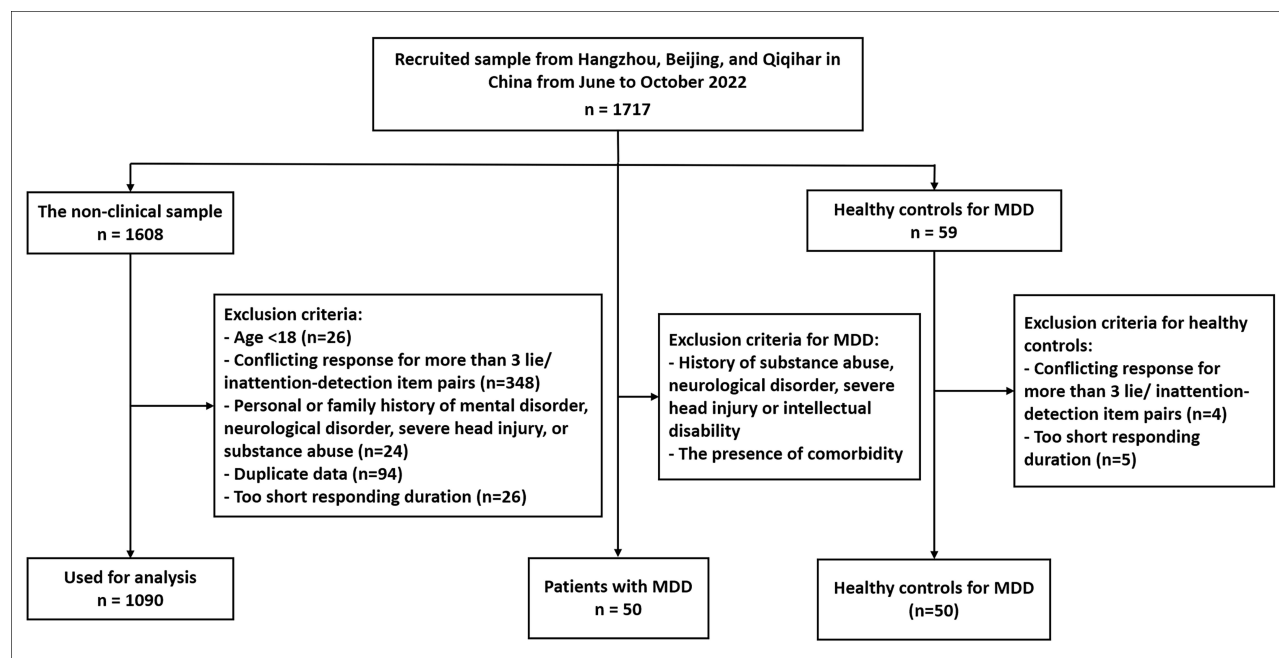 Recruited sample from Hangzhou, Beijing, and Qiqihar in
China from June to October 2022
n = 1717
The non-clinical sample
n = 1608
Healthy controls for MDD
n = 59
Exclusion criteria:
- Age <18 (n=26)
- Conflicting response for more than 3 lie/
inattention-detection item pairs (n=348)
- Personal or family history of mental disorder,
neurological disorder, severe head injury, or
substance abuse (n=24)
- Duplicate data (n=94)
- Too short responding duration (n=26)
Exclusion criteria for MDD:
- History of substance abuse,
neurological disorder, severe
head injury or intellectual
disability
- The presence of comorbidity
Exclusion criteria for healthy
controls:
- Conflicting response for
more than 3 lie/ inattention-
detection item pairs (n=4)
- Too short responding
duration (n=5)
Used for analysis
n = 1090
Patients with MDD
n = 50
Healthy controls for MDD
(n=50)